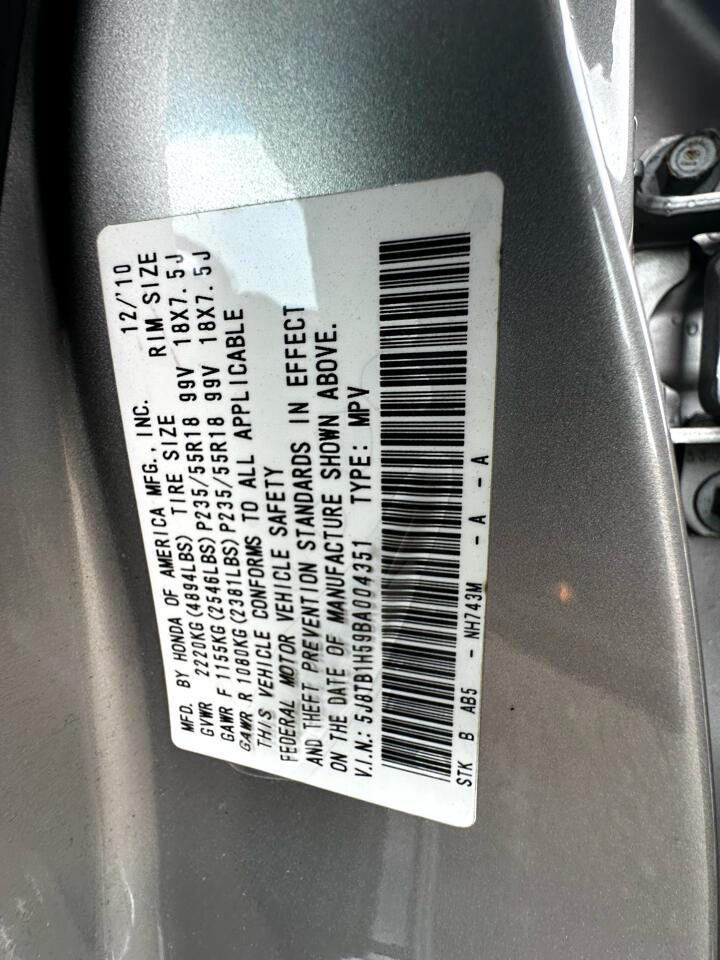 MFD. BY HONDA OF AMERICA MFG., INC. 12/'10
GVWR 2220KG(4894LBS) TIRE SIZE RIM SIZE
GAWR F 1155KG(2546LBS)P235/55R18 99V 18X7.5J
GAWR R 1080KG(2381LBS)P235/55R18 99V 18X7.5J
THIS VEHICLE CONFORMS TO ALL APPLICABLE
FEDERAL MOTOR VEHICLE SAFETY
AND THEFT PREVENTION STANDARDS IN EFFECT
ON THE DATE OF MANUFACTURE SHOWN ABOVE.
V.I.N.: 5J8TB1H59BA004351 TYPE: MPV
STK B AB5 - NH743M - A - A